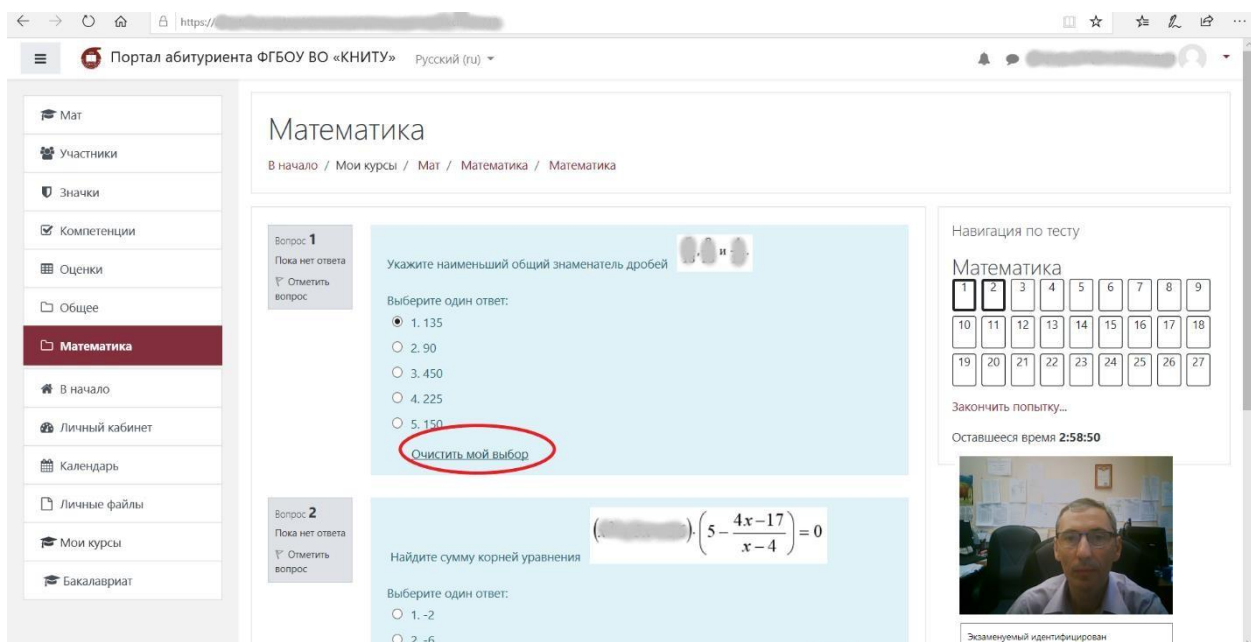 https://
Портал абитуриента ФГБОУ ВО «КНИТУ» Русский (ru)
Мат
Участники
Значки
Компетенции
Оценки
Общее
Математика
В начало
Личный кабинет
Календарь
Личные файлы
Мои курсы
Бакалавриат
Математика
В начало / Мои курсы / Мат / Математика / Математика
Вопрос 1
Пока нет ответа
Отметить
вопрос
Укажите наименьший общий знаменатель дробей , и .
Выберите один ответ:
1. 135
2. 90
3. 450
4. 225
5. 150
Очистить мой выбор
Вопрос 2
Пока нет ответа
Отметить
вопрос
Найдите сумму корней уравнения ( ).(5 − (4x−17)/(x−4)) = 0
Выберите один ответ:
1. -2
2. -6
Навигация по тесту
Математика
1 2 3 4 5 6 7 8 9
10 11 12 13 14 15 16 17 18
19 20 21 22 23 24 25 26 27
Закончить попытку...
Оставшееся время 2:58:50
Экзаменуемый идентифицирован